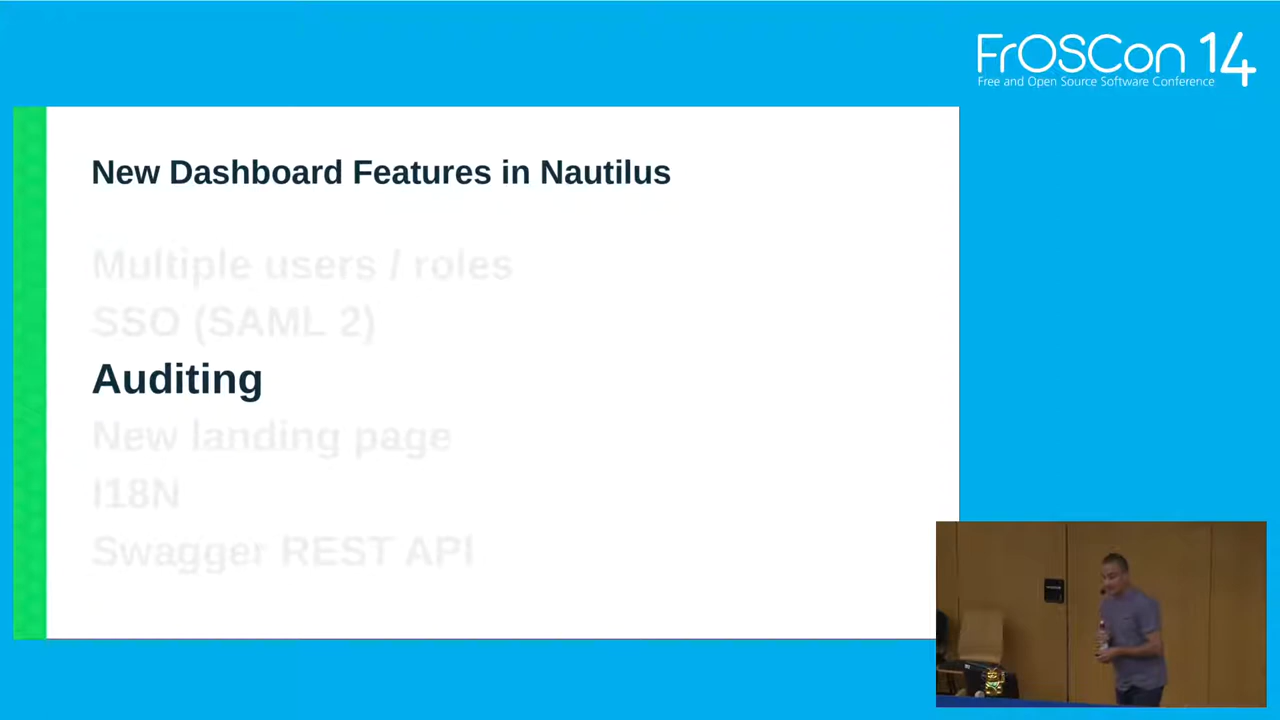 FrOSCon 14
Free and Open Source Software Conference
New Dashboard Features in Nautilus
Multiple users / roles
SSO (SAML 2)
Auditing
New landing page
I18N
Swagger REST API